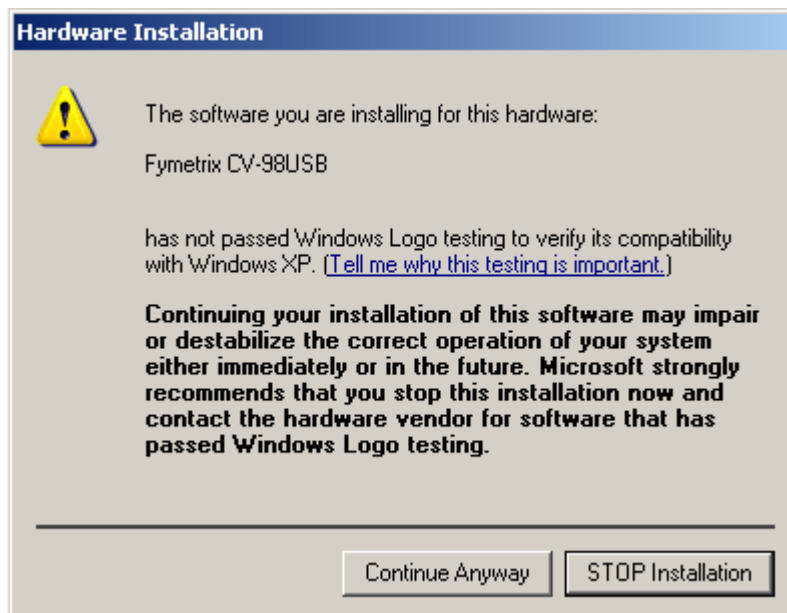 Hardware Installation
The software you are installing for this hardware:
Fymetrix CV-98USB
has not passed Windows Logo testing to verify its compatibility
with Windows XP. (Tell me why this testing is important.)
Continuing your installation of this software may impair
or destabilize the correct operation of your system
either immediately or in the future. Microsoft strongly
recommends that you stop this installation now and
contact the hardware vendor for software that has
passed Windows Logo testing.
Continue Anyway
STOP Installation